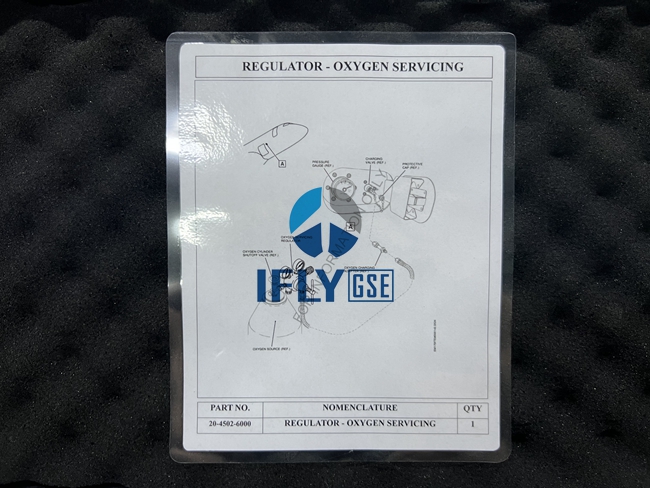 REGULATOR - OXYGEN SERVICING
A
PRESSURE
GAUGE (REF.)
CHARGING
VALVE (REF.)
PROTECTIVE
CAP (REF.)
A
OXYGEN CYLINDER
SHUTOFF VALVE (REF.)
IFLY GSE
OXYGEN SOURCE (REF.)
PART NO. NOMENCLATURE QTY
20-4502-6000 REGULATOR - OXYGEN SERVICING 1